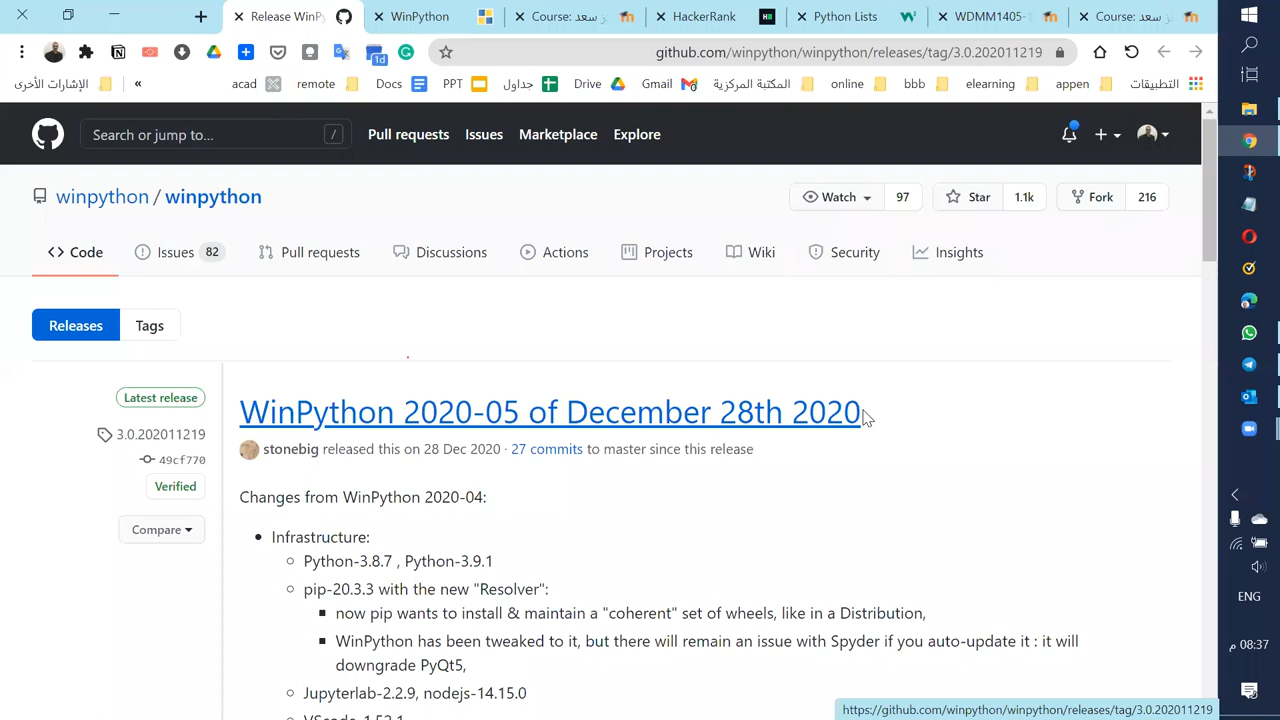 Release WinPy
WinPython
Course: ر سعد
HackerRank
Python Lists
WDMM1405-
Course: ر سعد
github.com/winpython/winpython/releases/tag/3.0.202011219
1d
الإشارات الأخرى
«
acad
remote
Docs
PPT
جداول
Drive
Gmail
المكتبة المركزية
online
bbb
elearning
appen
التطبيقات
Search or jump to...
/
Pull requests
Issues
Marketplace
Explore
winpython / winpython
Watch 97
Star 1.1k
Fork 216
Code
Issues 82
Pull requests
Discussions
Actions
Projects
Wiki
Security
Insights
Releases
Tags
Latest release
3.0.202011219
49cf770
Verified
Compare
WinPython 2020-05 of December 28th 2020
stonebig released this on 28 Dec 2020 · 27 commits to master since this release
Changes from WinPython 2020-04:
Infrastructure:
Python-3.8.7 , Python-3.9.1
pip-20.3.3 with the new "Resolver":
now pip wants to install & maintain a "coherent" set of wheels, like in a Distribution,
WinPython has been tweaked to it, but there will remain an issue with Spyder if you auto-update it : it will
downgrade PyQt5,
Jupyterlab-2.2.9, nodejs-14.15.0
VScode-1.52.1
https://github.com/winpython/winpython/releases/tag/3.0.202011219
ENG
08:37 م